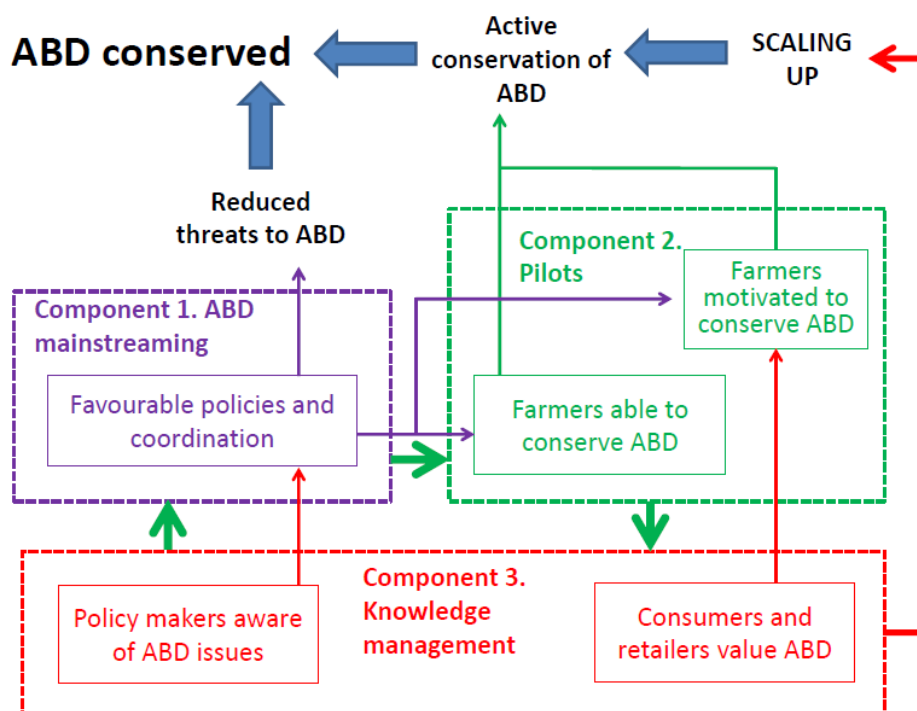 ABD conserved
Active
conservation of
ABD
SCALING
UP
Reduced
threats to ABD
Component 1. ABD
mainstreaming
Favourable policies and
coordination
Component 2.
Pilots
Farmers
motivated to
conserve ABD
Farmers able to
conserve ABD
Component 3.
Knowledge
management
Policy makers aware
of ABD issues
Consumers and
retailers value ABD